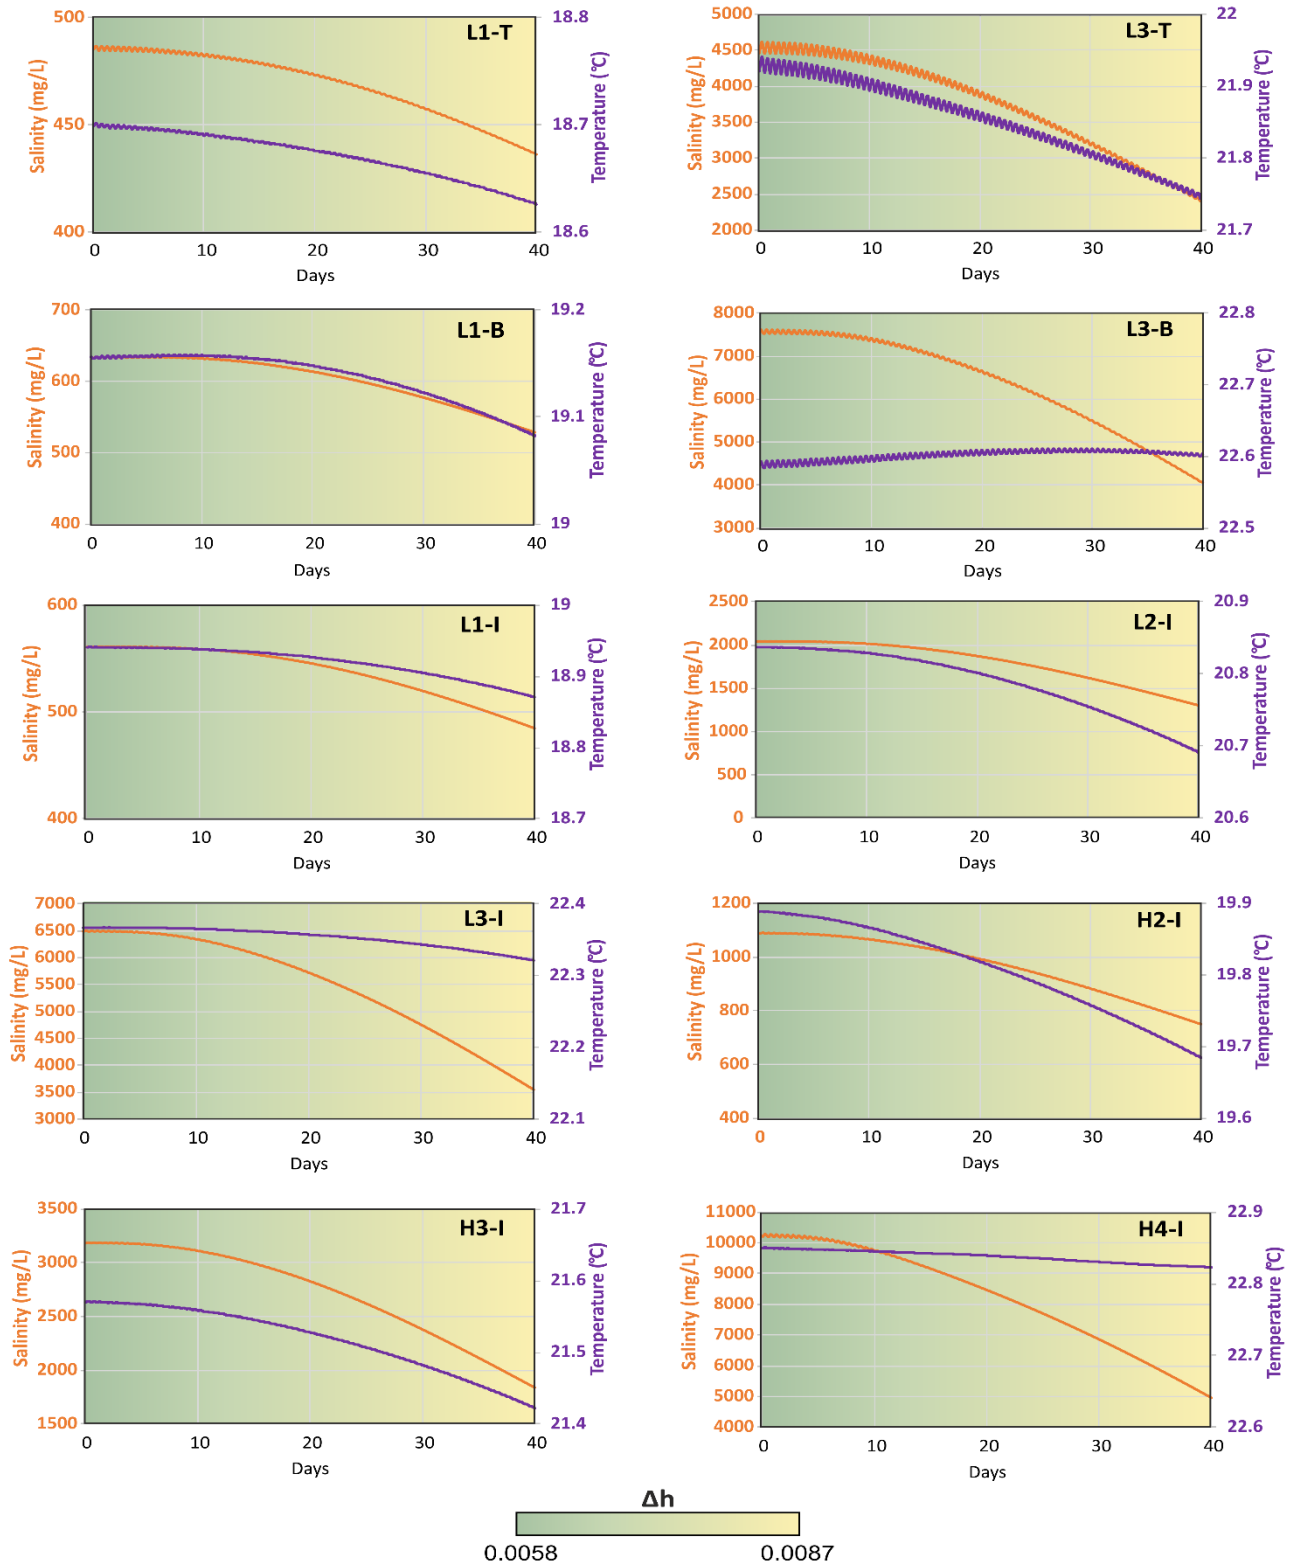 L1-T
Salinity (mg/L)
500
450
400
18.8
18.7
18.6
Temperature (℃)
0 10 20 30 40
Days
L3-T
Salinity (mg/L)
5000
4500
4000
3500
3000
2500
2000
22
21.9
21.8
21.7
Temperature (℃)
0 10 20 30 40
Days
L1-B
Salinity (mg/L)
700
600
500
400
19.2
19.1
19
Temperature (℃)
0 10 20 30 40
Days
L3-B
Salinity (mg/L)
8000
7000
6000
5000
4000
3000
22.8
22.7
22.6
22.5
Temperature (℃)
0 10 20 30 40
Days
L1-I
Salinity (mg/L)
600
500
400
19
18.9
18.8
18.7
Temperature (℃)
0 10 20 30 40
Days
L2-I
Salinity (mg/L)
2500
2000
1500
1000
500
0
20.9
20.8
20.7
20.6
Temperature (℃)
0 10 20 30 40
Days
L3-I
Salinity (mg/L)
7000
6500
6000
5500
5000
4500
4000
3500
3000
22.4
22.3
22.2
22.1
Temperature (℃)
0 10 20 30 40
Days
H2-I
Salinity (mg/L)
1200
1000
800
600
400
19.9
19.8
19.7
19.6
Temperature (℃)
0 10 20 30 40
Days
H3-I
Salinity (mg/L)
3500
3000
2500
2000
1500
21.7
21.6
21.5
21.4
Temperature (℃)
0 10 20 30 40
Days
H4-I
Salinity (mg/L)
11000
10000
9000
8000
7000
6000
5000
4000
22.9
22.8
22.7
22.6
Temperature (℃)
0 10 20 30 40
Days
Δh
0.0058 0.0087